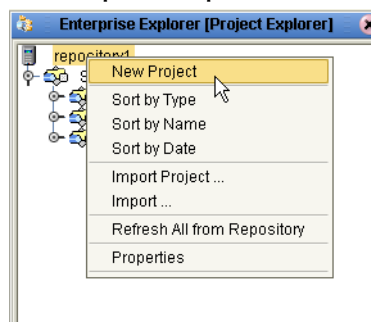 Enterprise Explorer [Project Explorer]
repository1
S
New Project
Sort by Type
Sort by Name
Sort by Date
Import Project ...
Import ...
Refresh All from Repository
Properties